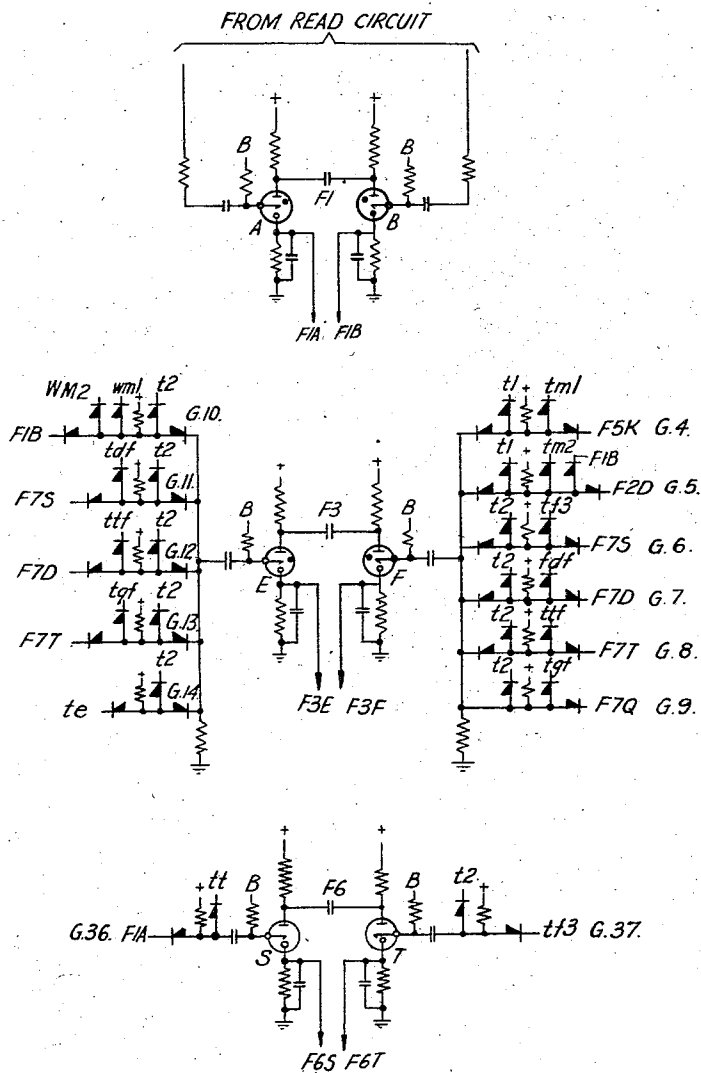 FROM READ CIRCUIT
+ +
B B
F1
A B
F1A F1B
WM2 wm1 + t2 G.10.
F1B
tdf + t2 G.11.
F7S
ttf + t2 G.12
F7D
tqf + t2 G.13.
F7T
+ t2 G.14.
te
t1 + tm1
F5K G.4.
t1 + tm2 F1B
F2D G.5.
t2 + tf3
F7S G.6.
t2 + tdf
F7D G.7.
t2 + ttf
F7T G.8.
t2 + tqf
F7Q G.9.
+ +
B F3 B
E F
F3E F3F
+ +
+ tt B F6 B t2. +
G.36. F1A
tf3 G.37.
S T
F6S F6T